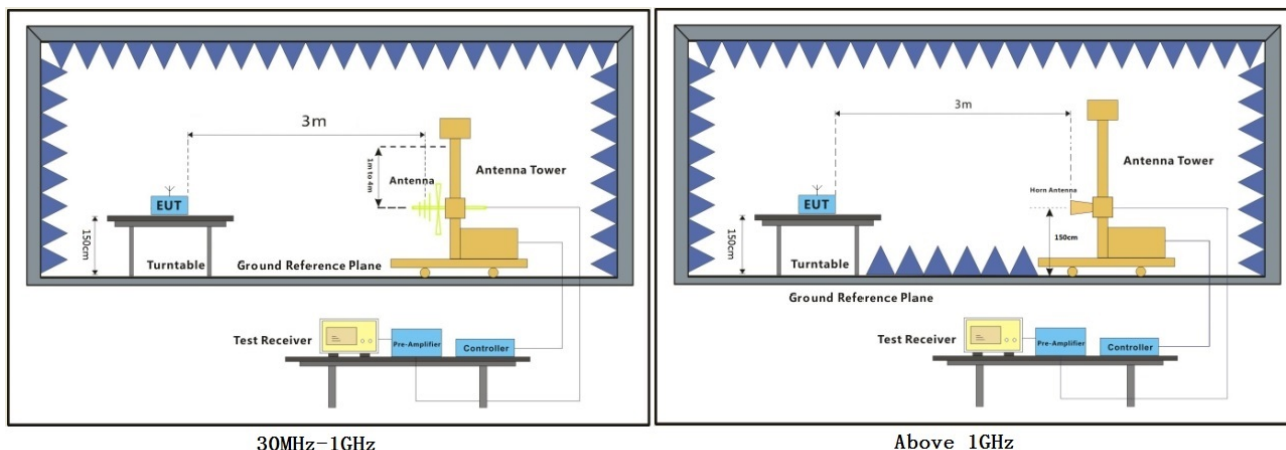 3m
1m to 4m
Antenna
Antenna Tower
EUT
150cm
Turntable
Ground Reference Plane
Test Receiver
Pre-Amplifier
Controller
30MHz-1GHz
3m
Antenna Tower
Horn Antenna
EUT
150cm
150cm
Turntable
Ground Reference Plane
Test Receiver
Pre-Amplifier
Controller
Above 1GHz